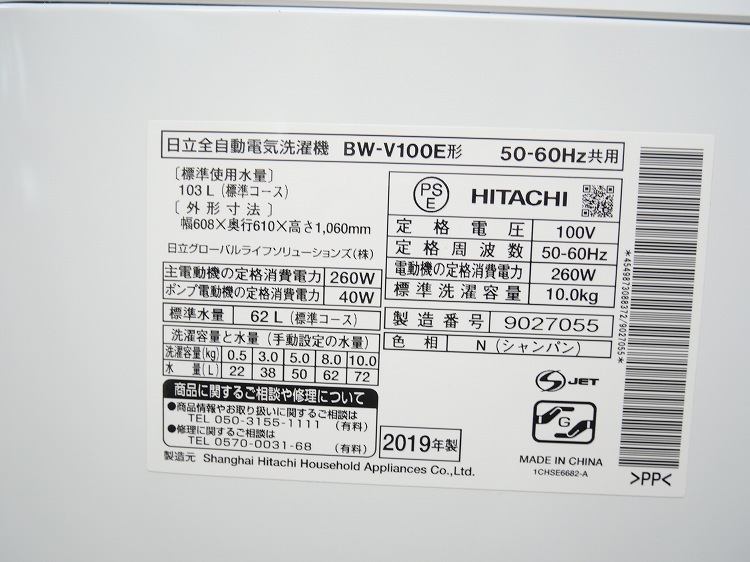 日立全自動電気洗濯機 BW-V100E形 50-60Hz共用
〔標準使用水量〕
103 L (標準コース)
〔外形寸法〕
幅608×奥行610×高さ1,060mm
日立グローバルライフソリューションズ(株)
主電動機の定格消費電力 260W
ポンプ電動機の定格消費電力 40W
標準水量 62 L (標準コース)
洗濯容量と水量 (手動設定の水量)
洗濯容量(kg) 0.5 3.0 5.0 8.0 10.0
水量(L) 22 38 50 62 72
商品に関するご相談や修理について
●商品情報やお取り扱いに関するご相談は
TEL 050-3155-1111 (有料)
●修理に関するご相談は
TEL 0570-0031-68 (有料)
製造元 Shanghai Hitachi Household Appliances Co.,Ltd.
PS
E
HITACHI
定格電圧 100V
定格周波数 50-60Hz
電動機の定格消費電力 260W
標準洗濯容量 10.0kg
製造番号 9027055
色相 N (シャンパン)
S JET
G
2019年製
MADE IN CHINA
1CHSE6682-A
*4549873088372/9027055*
>PP<